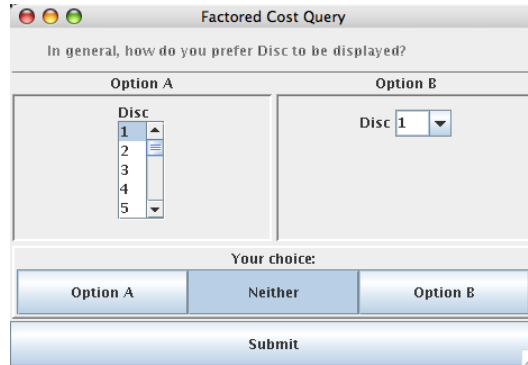 Factored Cost Query
In general, how do you prefer Disc to be displayed?
Option A
Option B
Disc
1
2
3
4
5
Disc 1
Your choice:
Option A
Neither
Option B
Submit